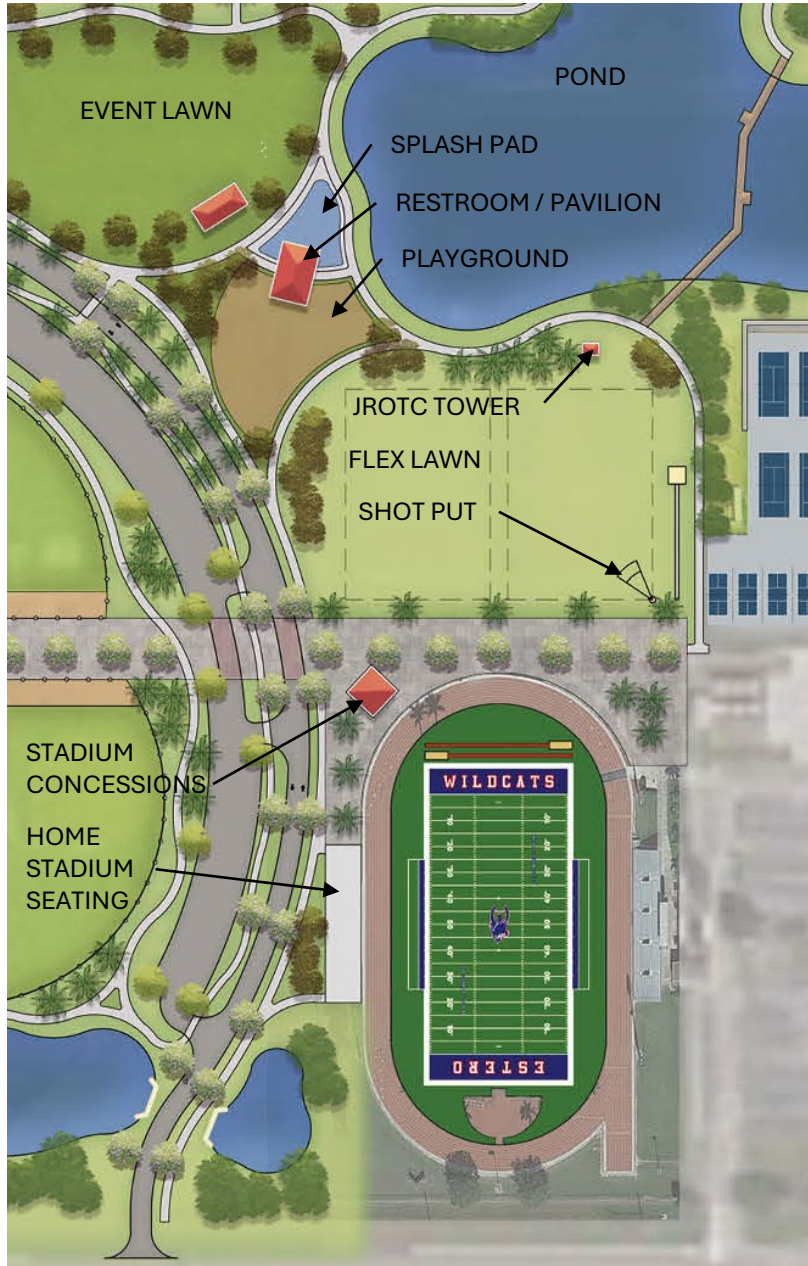 POND
EVENT LAWN
SPLASH PAD
RESTROOM / PAVILION
PLAYGROUND
JROTC TOWER
FLEX LAWN
SHOT PUT
STADIUM
CONCESSIONS
HOME
STADIUM
SEATING
WILDCATS
ESTERO